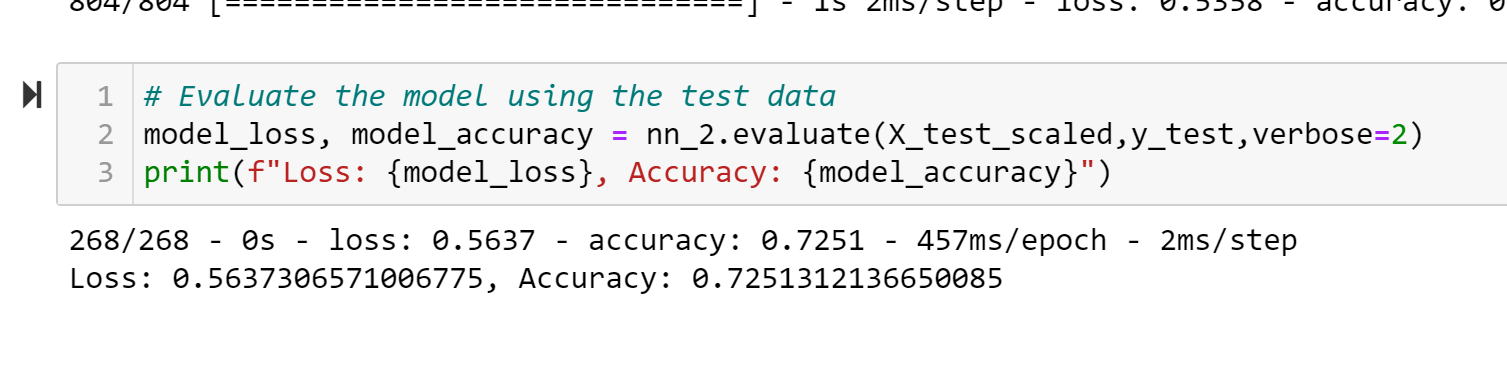 804/804 [==============================] - 1s 2ms/step - loss: 0.5358 - accuracy: 0
1 # Evaluate the model using the test data
2 model_loss, model_accuracy = nn_2.evaluate(X_test_scaled,y_test,verbose=2)
3 print(f"Loss: {model_loss}, Accuracy: {model_accuracy}")
268/268 - 0s - loss: 0.5637 - accuracy: 0.7251 - 457ms/epoch - 2ms/step
Loss: 0.5637306571006775, Accuracy: 0.7251312136650085